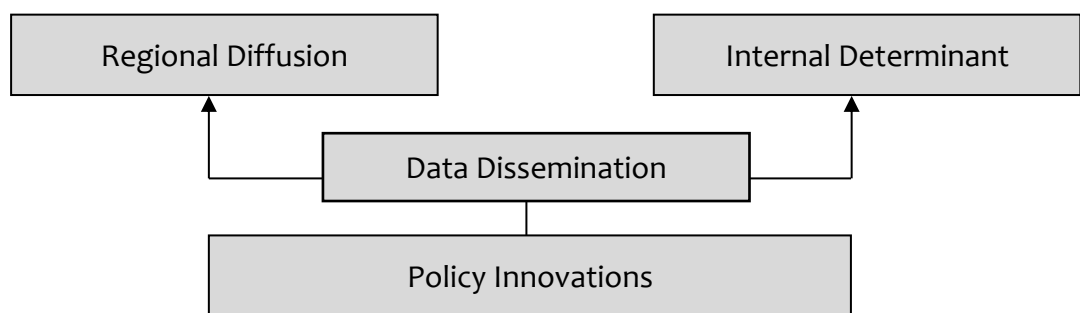 Regional Diffusion
Internal Determinant
Data Dissemination
Policy Innovations